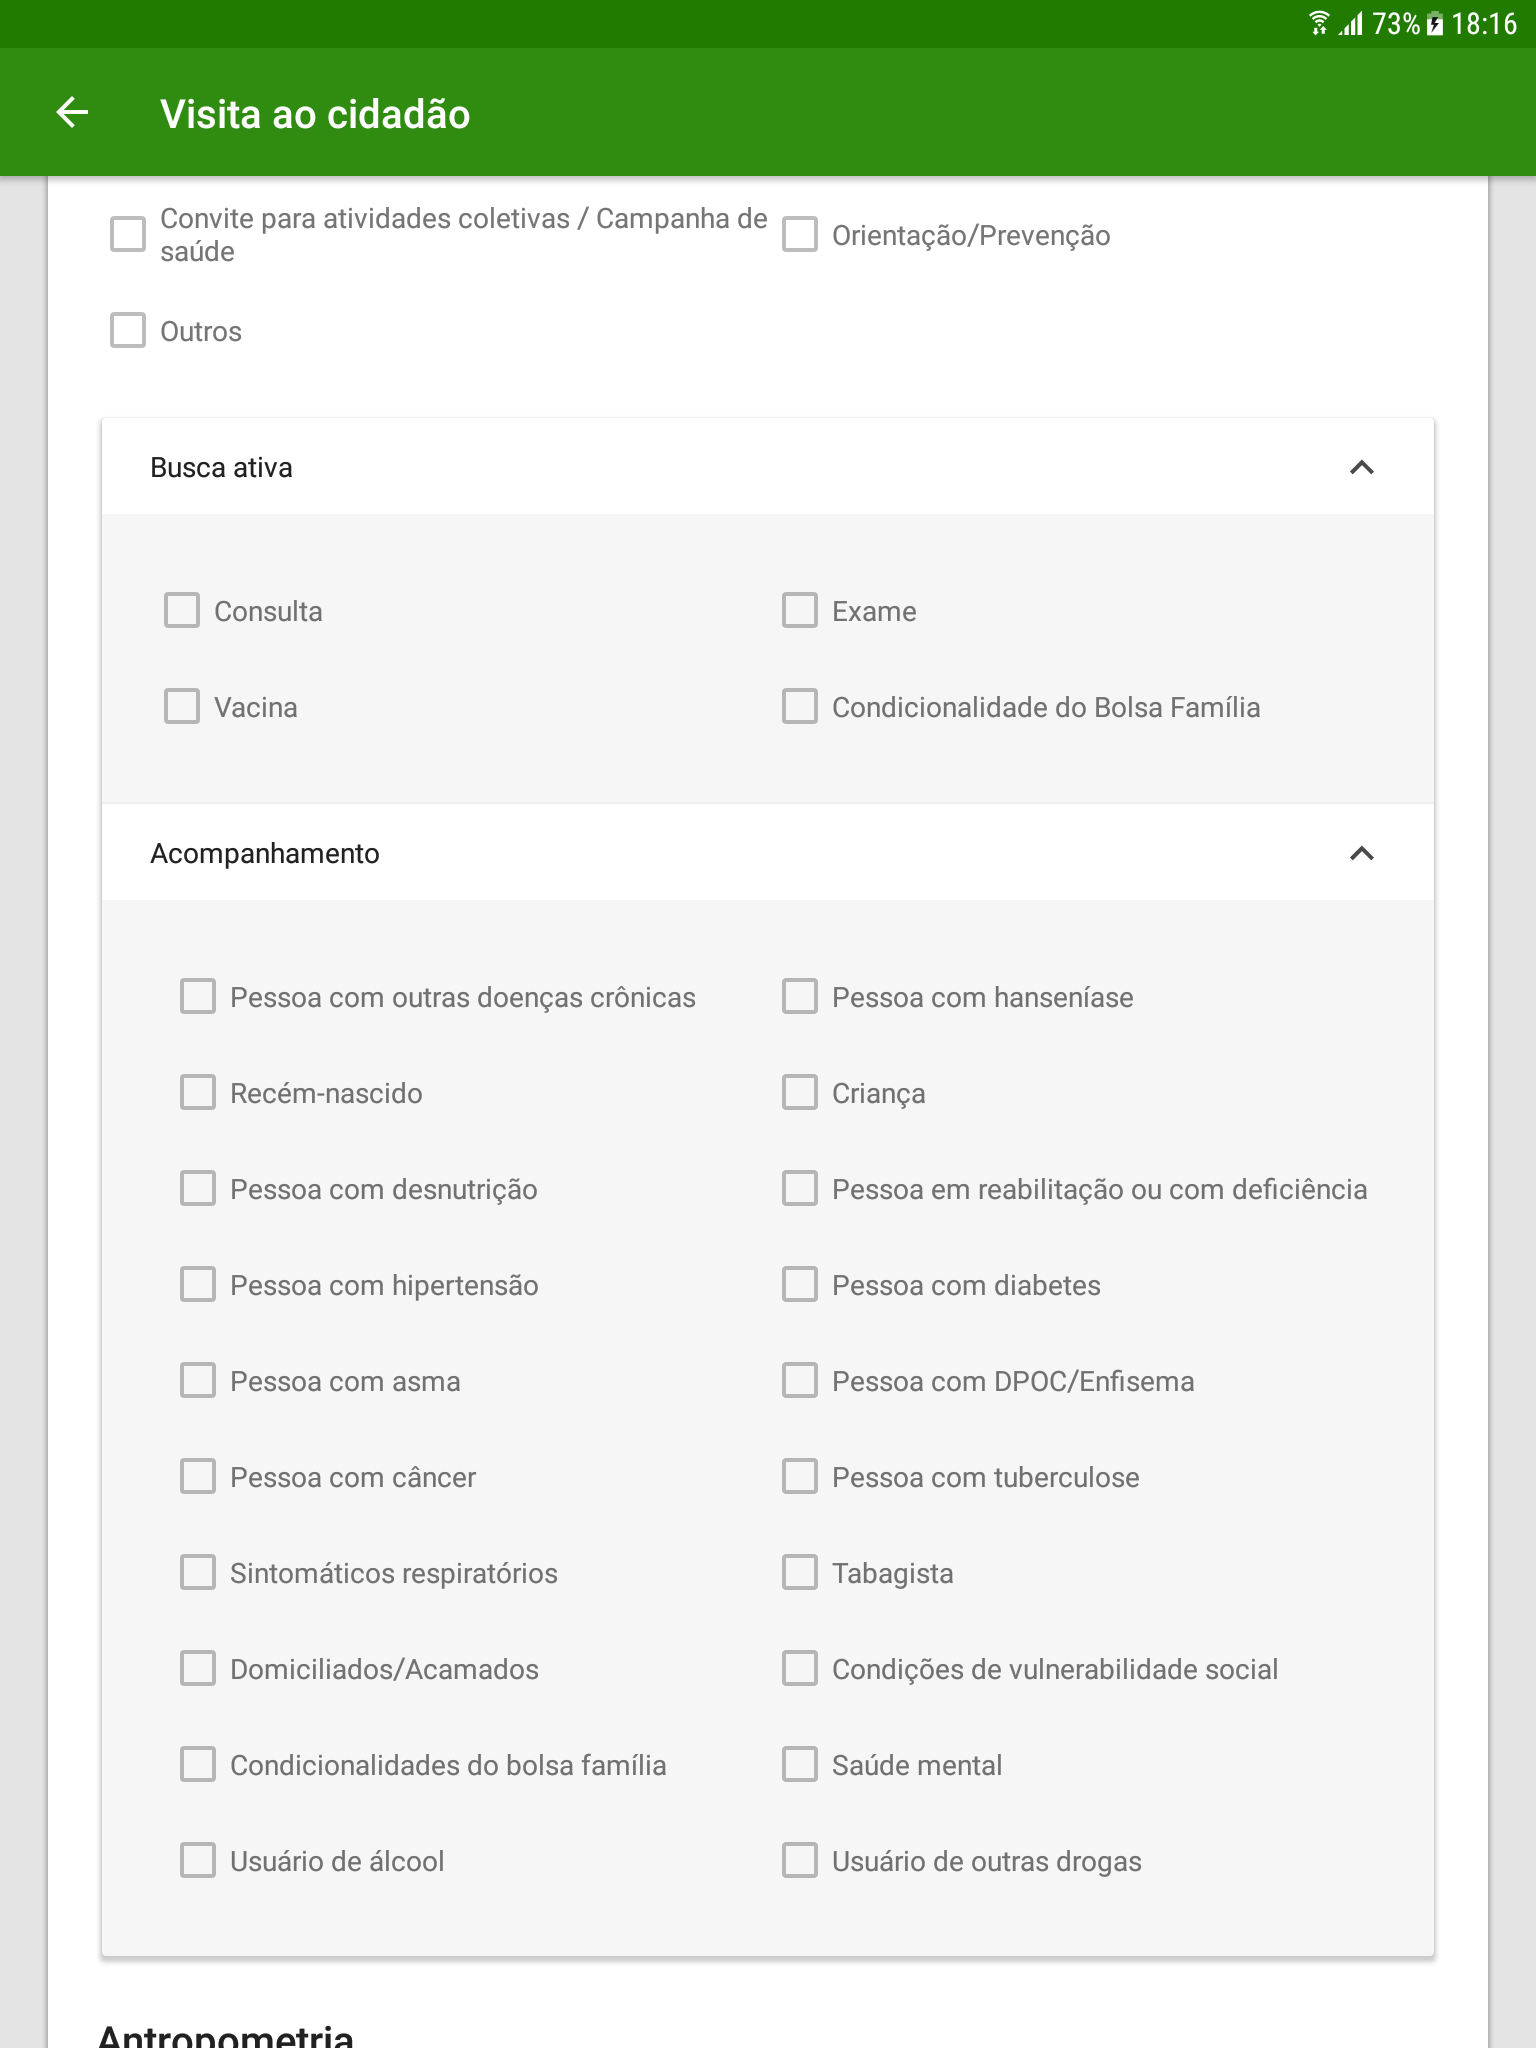 73% 18:16
Visita ao cidadão
Convite para atividades coletivas / Campanha de
saúde
Orientação/Prevenção
Outros
Busca ativa
Consulta
Exame
Vacina
Condicionalidade do Bolsa Família
Acompanhamento
Pessoa com outras doenças crônicas
Pessoa com hanseníase
Recém-nascido
Criança
Pessoa com desnutrição
Pessoa em reabilitação ou com deficiência
Pessoa com hipertensão
Pessoa com diabetes
Pessoa com asma
Pessoa com DPOC/Enfisema
Pessoa com câncer
Pessoa com tuberculose
Sintomáticos respiratórios
Tabagista
Domiciliados/Acamados
Condições de vulnerabilidade social
Condicionalidades do bolsa família
Saúde mental
Usuário de álcool
Usuário de outras drogas
Antropometria